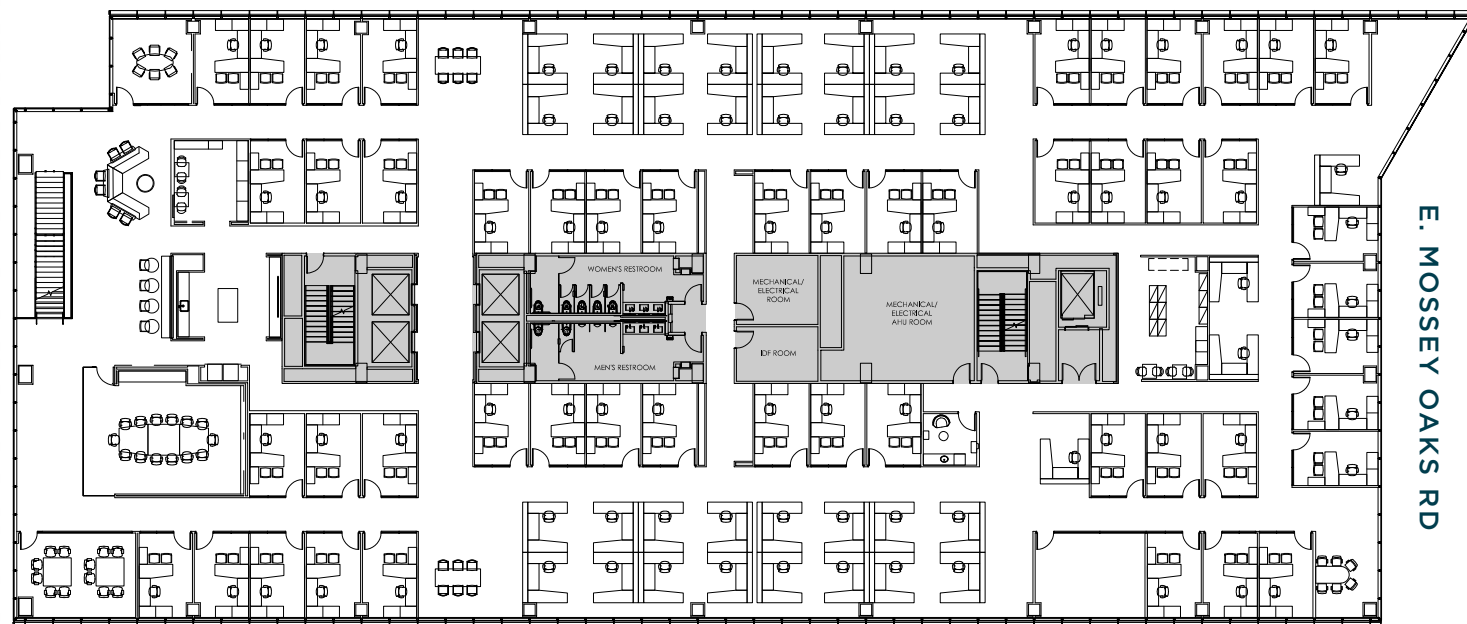 WOMEN'S RESTROOM
MECHANICAL/
ELECTRICAL
ROOM
MECHANICAL/
ELECTRICAL
AHU ROOM
IDF ROOM
MEN'S RESTROOM
E. MOSSEY OAKS RD